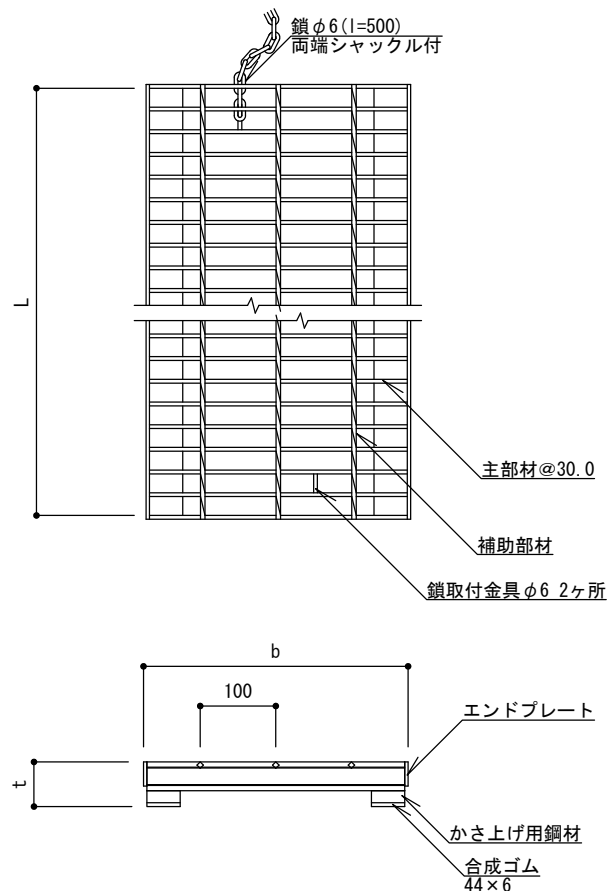 鎖φ6(l=500)
両端シャックル付
L
主部材@30.0
補助部材
鎖取付金具φ6 2ヶ所
b
100
エンドプレート
t
かさ上げ用鋼材
合成ゴム
44×6